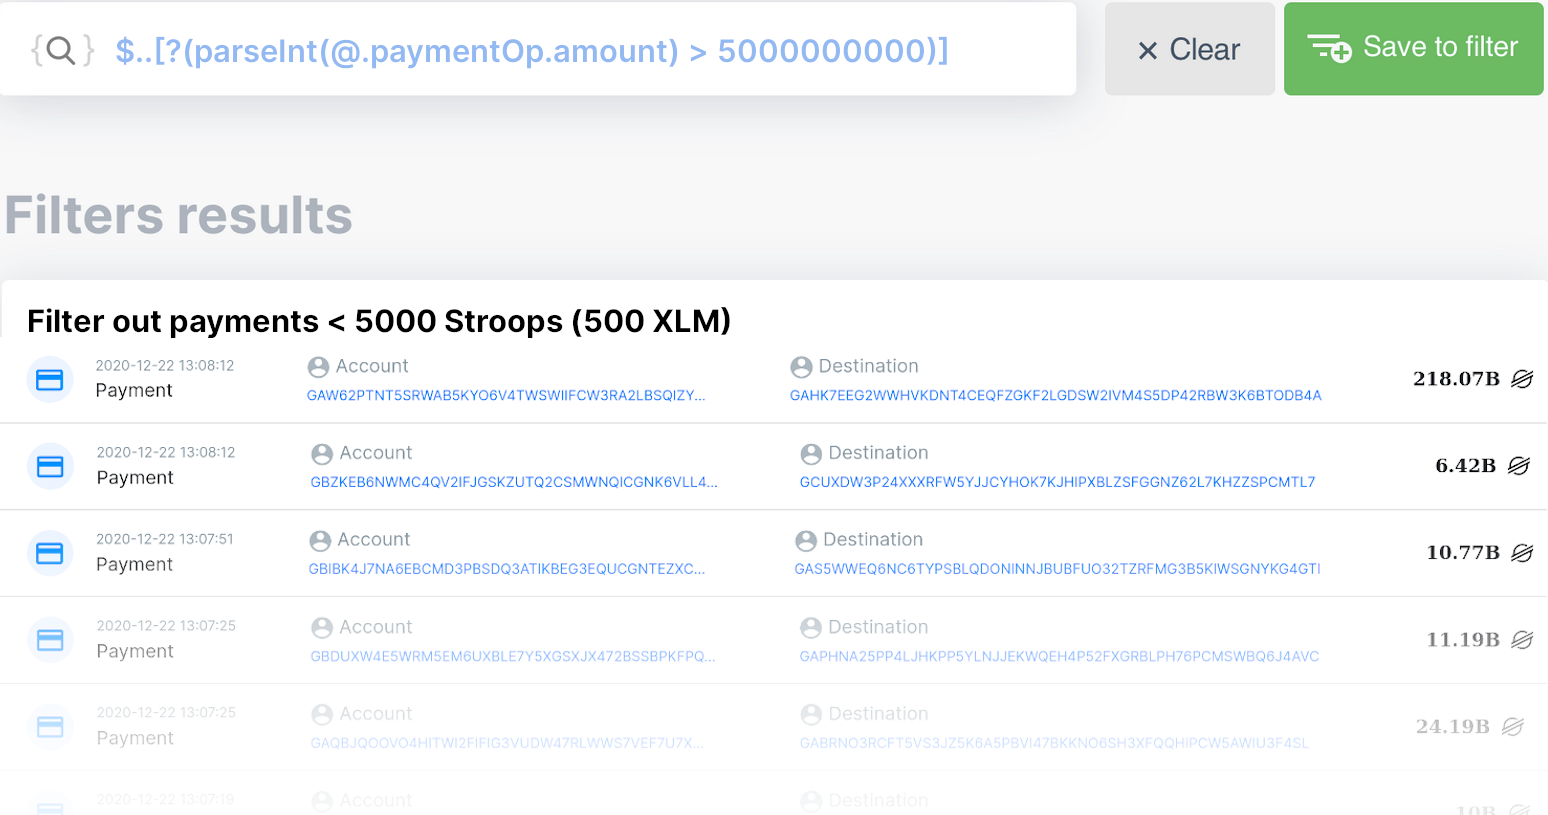 $..[?(parseInt(@.paymentOp.amount) > 5000000000)]
Clear
Save to filter
Filters results
Filter out payments < 5000 Stroops (500 XLM)
2020-12-22 13:08:12
Payment
Account
GAW62PTNT5SRWAB5KYO6V4TWSWIIFCW3RA2LBSQIZY...
Destination
GAHK7EEG2WWHVKDNT4CEQFZGKF2LGDSW2IVM4S5DP42RBW3K6BTODB4A
218.07B
2020-12-22 13:08:12
Payment
Account
GBZKEB6NWMC4QV2IFJGSKZUTQ2CSMWNQICGNK6VLL4...
Destination
GCUXDW3P24XXXRFW5YJJCYHOK7KJHIPXBLZSFGGNZ62L7KHZZSPCMTL7
6.42B
2020-12-22 13:07:51
Payment
Account
GBIBK4J7NA6EBCMD3PBSDQ3ATIKBEG3EQUCGNTEZXC...
Destination
GAS5WWEQ6NC6TYPSBLQDONINNJBUBFUO32TZRFMG3B5KIWSGNYKG4GTI
10.77B
2020-12-22 13:07:25
Payment
Account
GBDUXW4E5WRM5EM6UXBLE7Y5XGSXJX472BSSBPKFPQ...
Destination
GAPHNA25PP4LJHKPP5YLNJJEKWQEH4P52FXGRBLPH76PCMSWBQ6J4AVC
11.19B
2020-12-22 13:07:25
Payment
Account
GAQBJQOOVO4HITWI2FIFIG3VUDW47RLWWS7VEF7U7X...
Destination
GABRNO3RCFT5VS3JZ5K6A5PBVI47BKKNO6SH3XFQQHIPCW5AWIU3F4SL
24.19B
2020-12-22 13:07:19
Account
Destination
10B